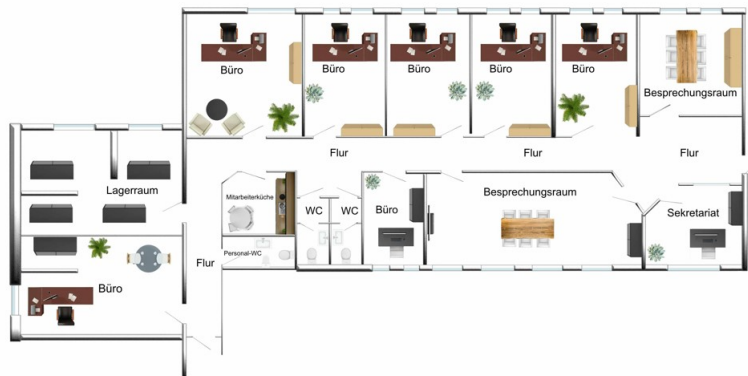 Büro
Büro
Büro
Büro
Büro
Besprechungsraum
Flur
Flur
Flur
Lagerraum
Mitarbeiterküche
WC
WC
Büro
Besprechungsraum
Sekretariat
Personal-WC
Flur
Büro